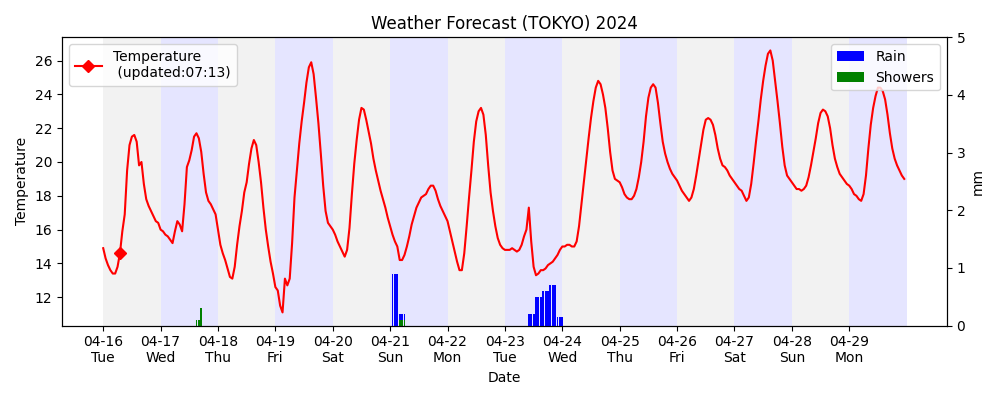 Weather Forecast (TOKYO) 2024
Temperature
(updated:07:13)
Rain
Showers
Temperature
26
24
22
20
18
16
14
12
5
4
3
2
1
0
mm
04-16 04-17 04-18 04-19 04-20 04-21 04-22 04-23 04-24 04-25 04-26 04-27 04-28 04-29
Tue Wed Thu Fri Sat Sun Mon Tue Wed Thu Fri Sat Sun Mon
Date